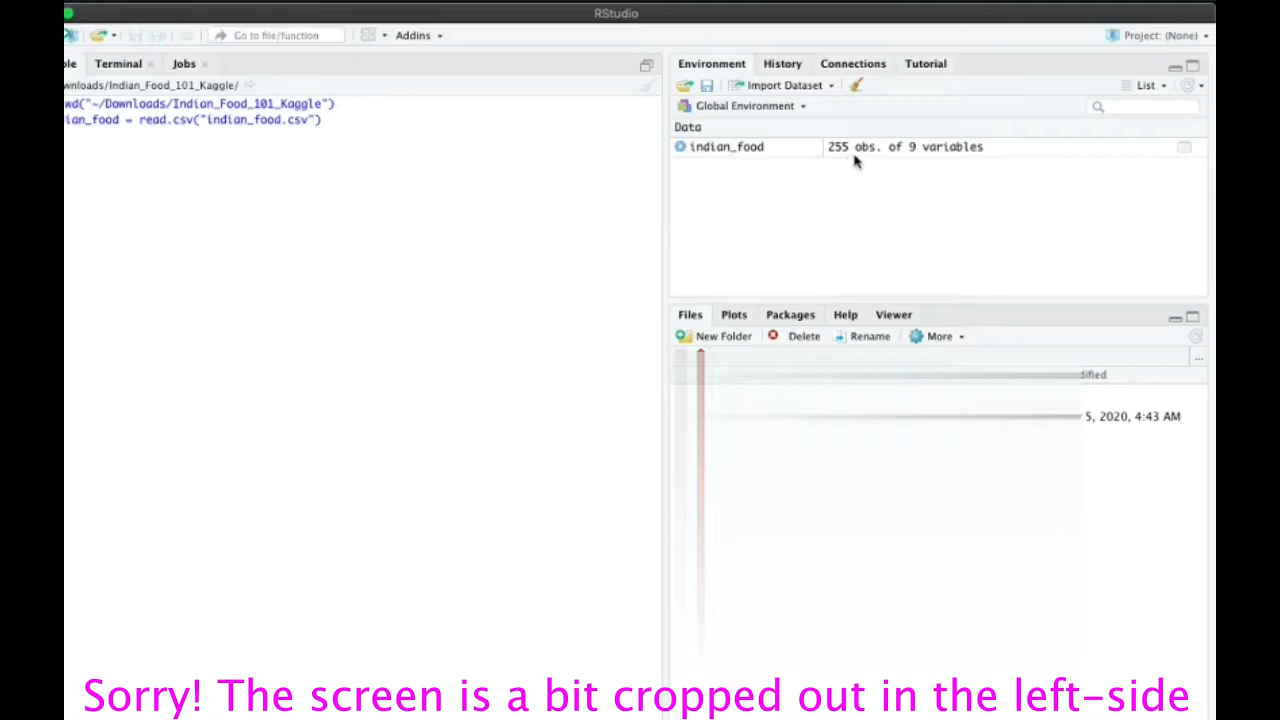 RStudio
Go to file/function
Addins
Project: (None)
Terminal
Jobs
wnloads/Indian_Food_101_Kaggle/
wd("~/Downloads/Indian_Food_101_Kaggle")
ian_food = read.csv("indian_food.csv")
Environment History Connections Tutorial
Import Dataset
List
Global Environment
Data
indian_food 255 obs. of 9 variables
Files Plots Packages Help Viewer
New Folder Delete Rename More
...
5, 2020, 4:43 AM
Sorry! The screen is a bit cropped out in the left-side